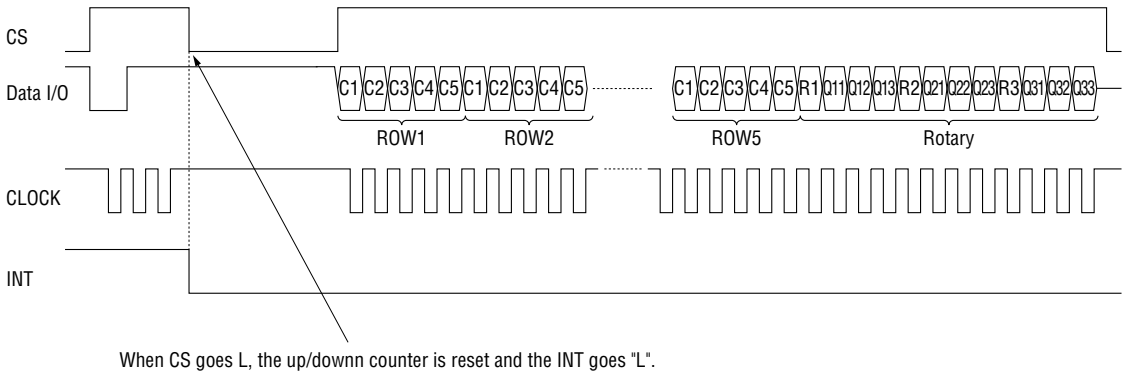 CS
Data I/O
C1 C2 C3 C4 C5 C1 C2 C3 C4 C5 C1 C2 C3 C4 C5 R1 Q11 Q12 Q13 R2 Q21 Q22 Q23 R3 Q31 Q32 Q33
ROW1 ROW2 ROW5 Rotary
CLOCK
INT
When CS goes L, the up/downn counter is reset and the INT goes "L".